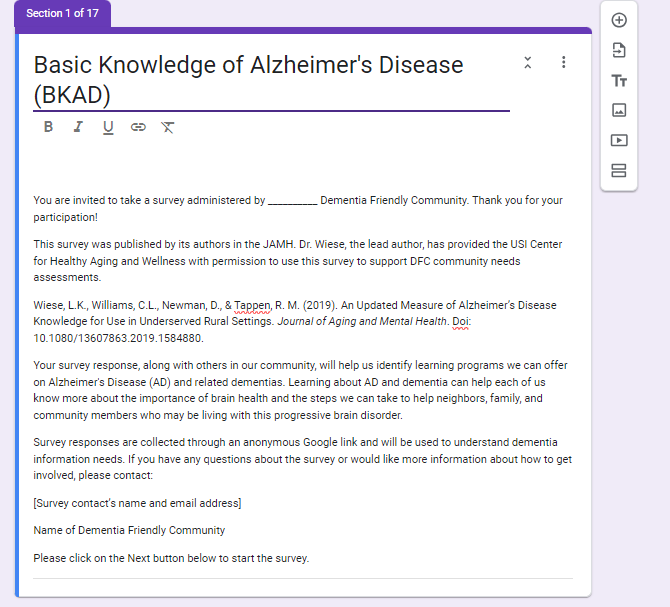 Section 1 of 17
Basic Knowledge of Alzheimer's Disease
(BKAD)
B I U
You are invited to take a survey administered by __________ Dementia Friendly Community. Thank you for your
participation!
This survey was published by its authors in the JAMH. Dr. Wiese, the lead author, has provided the USI Center
for Healthy Aging and Wellness with permission to use this survey to support DFC community needs
assessments.
Wiese, L.K., Williams, C.L., Newman, D., & Tappen, R. M. (2019). An Updated Measure of Alzheimer's Disease
Knowledge for Use in Underserved Rural Settings. Journal of Aging and Mental Health. Doi:
10.1080/13607863.2019.1584880.
Your survey response, along with others in our community, will help us identify learning programs we can offer
on Alzheimer's Disease (AD) and related dementias. Learning about AD and dementia can help each of us
know more about the importance of brain health and the steps we can take to help neighbors, family, and
community members who may be living with this progressive brain disorder.
Survey responses are collected through an anonymous Google link and will be used to understand dementia
information needs. If you have any questions about the survey or would like more information about how to get
involved, please contact:
[Survey contact's name and email address]
Name of Dementia Friendly Community
Please click on the Next button below to start the survey.
Tт